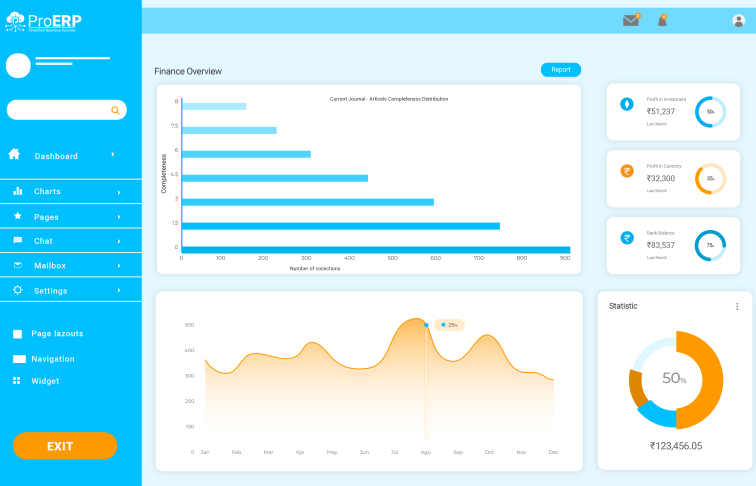 ProERP
Simplified Business Success
Dashboard
Charts
Pages
Chat
Mailbox
Settings
Page lazouts
Navigation
Widget
EXIT
Finance Overview
Report
Current Journal - Articels Completeness Distribution
Completeness
8
7.5
6
4.5
3
1.5
0
0 100 200 300 400 500 600 700 800 900
Number of colections
Profit in Investment
₹51,237
Last Month
50%
Profit in Currency
₹32,300
Last Month
35%
Bank Balance
₹83,537
Last Month
75%
500
400
300
200
100
0
25%
Jan Feb Mar Apr May Jun Jul Agu Sep Oct Nov Dec
Statistic
50%
₹123,456.05